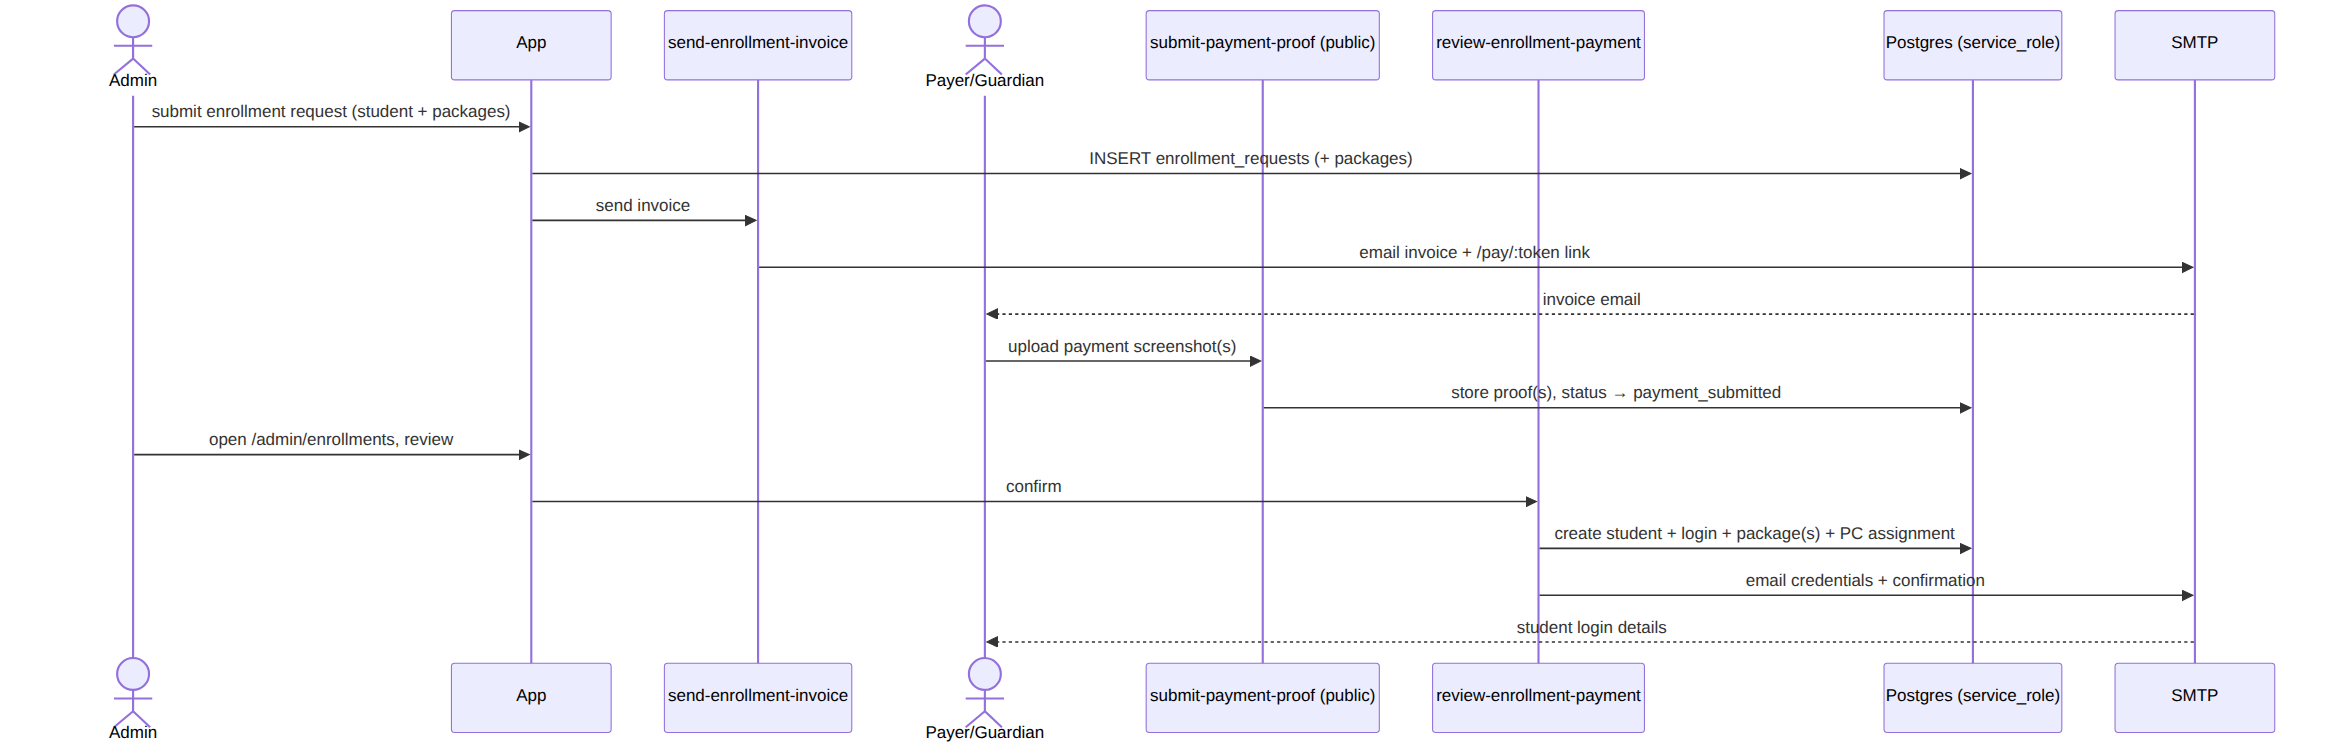 Admin
App
send-enrollment-invoice
Payer/Guardian
submit-payment-proof (public)
review-enrollment-payment
Postgres (service_role)
SMTP
submit enrollment request (student + packages)
INSERT enrollment_requests (+ packages)
send invoice
email invoice + /pay/:token link
invoice email
upload payment screenshot(s)
store proof(s), status → payment_submitted
open /admin/enrollments, review
confirm
create student + login + package(s) + PC assignment
email credentials + confirmation
student login details
Admin
App
send-enrollment-invoice
Payer/Guardian
submit-payment-proof (public)
review-enrollment-payment
Postgres (service_role)
SMTP